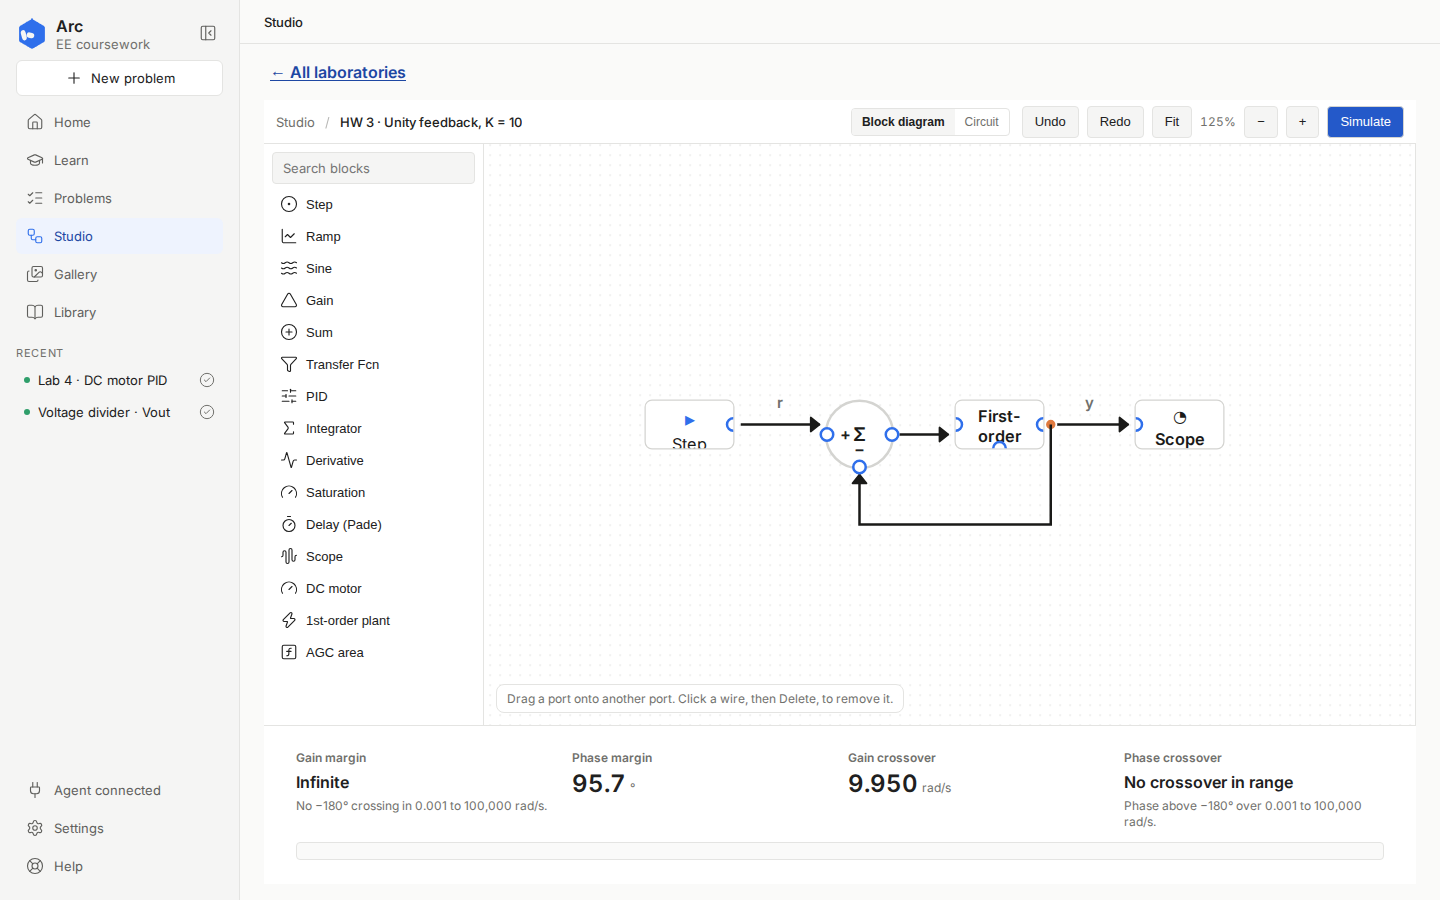 Arc
EE coursework
New problem
Home
Learn
Problems
Studio
Gallery
Library
RECENT
Lab 4 · DC motor PID
Voltage divider · Vout
Agent connected
Settings
Help
Studio
← All laboratories
Studio / HW 3 · Unity feedback, K = 10
Block diagram Circuit Undo Redo Fit 125% − + Simulate
Search blocks
Step
Ramp
Sine
Gain
Sum
Transfer Fcn
PID
Integrator
Derivative
Saturation
Delay (Pade)
Scope
DC motor
1st-order plant
AGC area
r
y
Step
+ Σ
−
First-
order
Scope
Drag a port onto another port. Click a wire, then Delete, to remove it.
Gain margin
Infinite
No −180° crossing in 0.001 to 100,000 rad/s.
Phase margin
95.7 °
Gain crossover
9.950 rad/s
Phase crossover
No crossover in range
Phase above −180° over 0.001 to 100,000
rad/s.